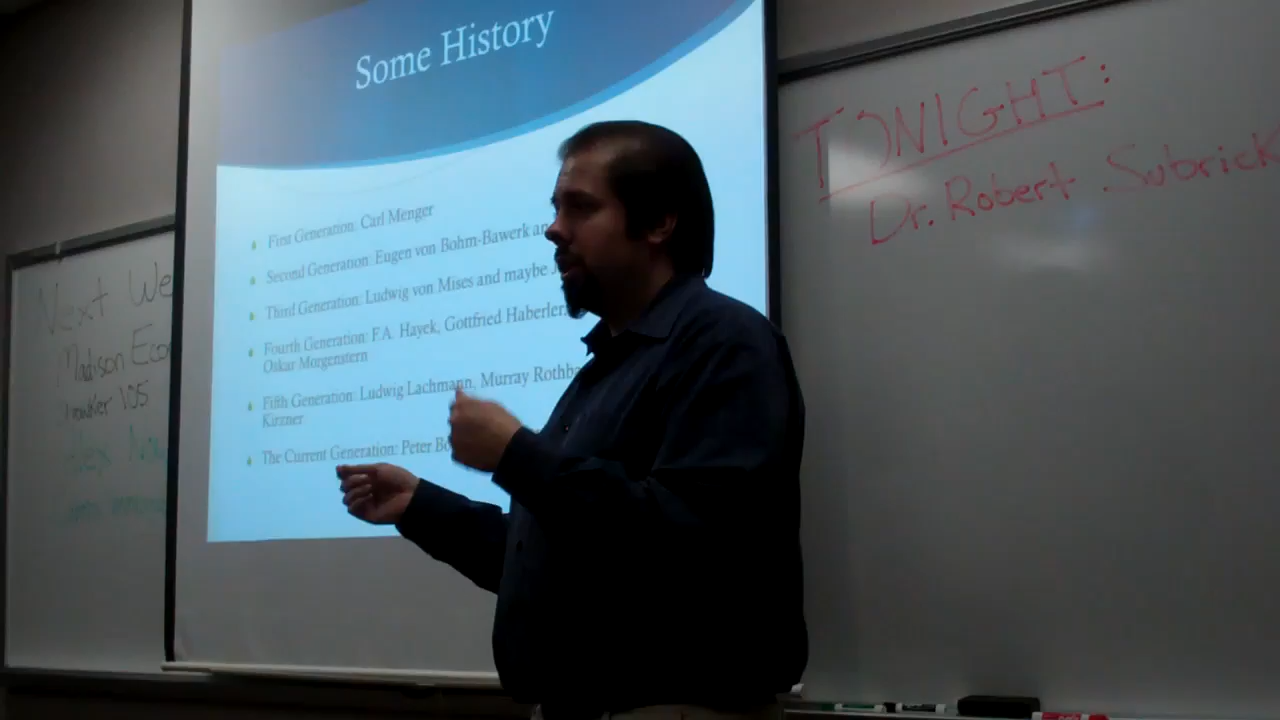 Some History
First Generation: Carl Menger
Second Generation: Eugen von Bohm-Bawerk an
Third Generation: Ludwig von Mises and maybe J
Fourth Generation: F.A. Hayek, Gottfried Haberler,
Oskar Morgenstern
Fifth Generation: Ludwig Lachmann, Murray Rothba
Kirzner
The Current Generation: Peter Bo
TONIGHT:
Dr. Robert Subrick
Next We
Madison Eco
105